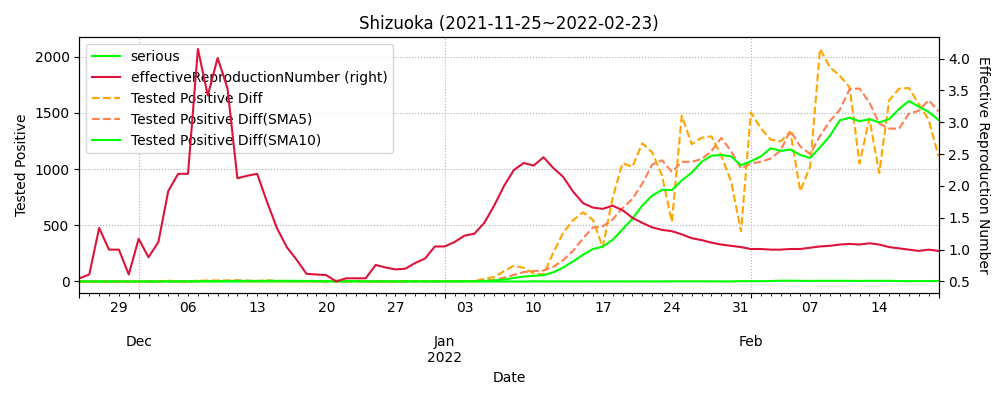 Shizuoka (2021-11-25~2022-02-23)
serious
effectiveReproductionNumber (right)
Tested Positive Diff
Tested Positive Diff(SMA5)
Tested Positive Diff(SMA10)
Tested Positive
2000
1500
1000
500
0
4.0
3.5
3.0
2.5
2.0
1.5
1.0
0.5
Effective Reproduction Number
29 06 13 20 27 03 10 17 24 31 07 14
Dec Jan Feb
2022
Date